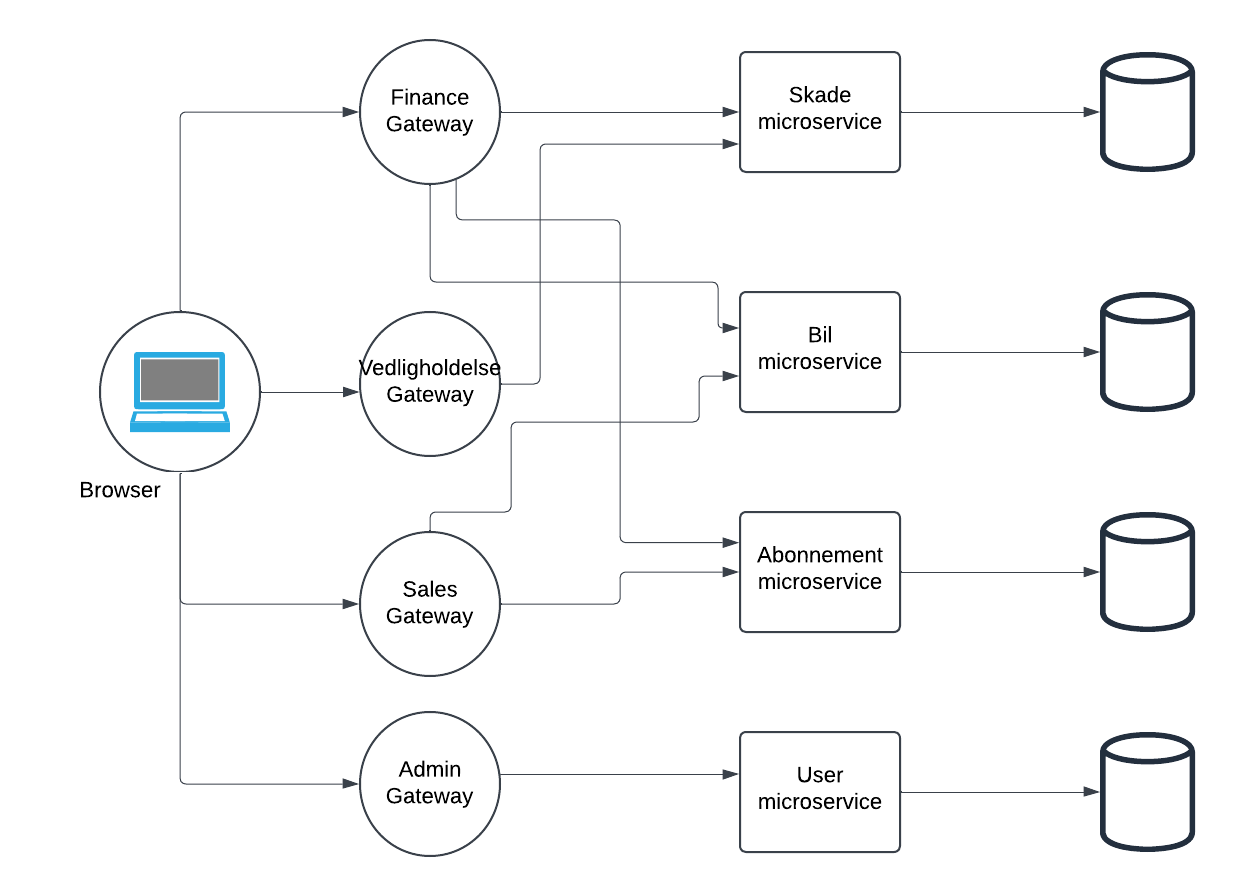 Finance
Gateway
Skade
microservice
Vedligholdelse
Gateway
Bil
microservice
Browser
Sales
Gateway
Abonnement
microservice
Admin
Gateway
User
microservice